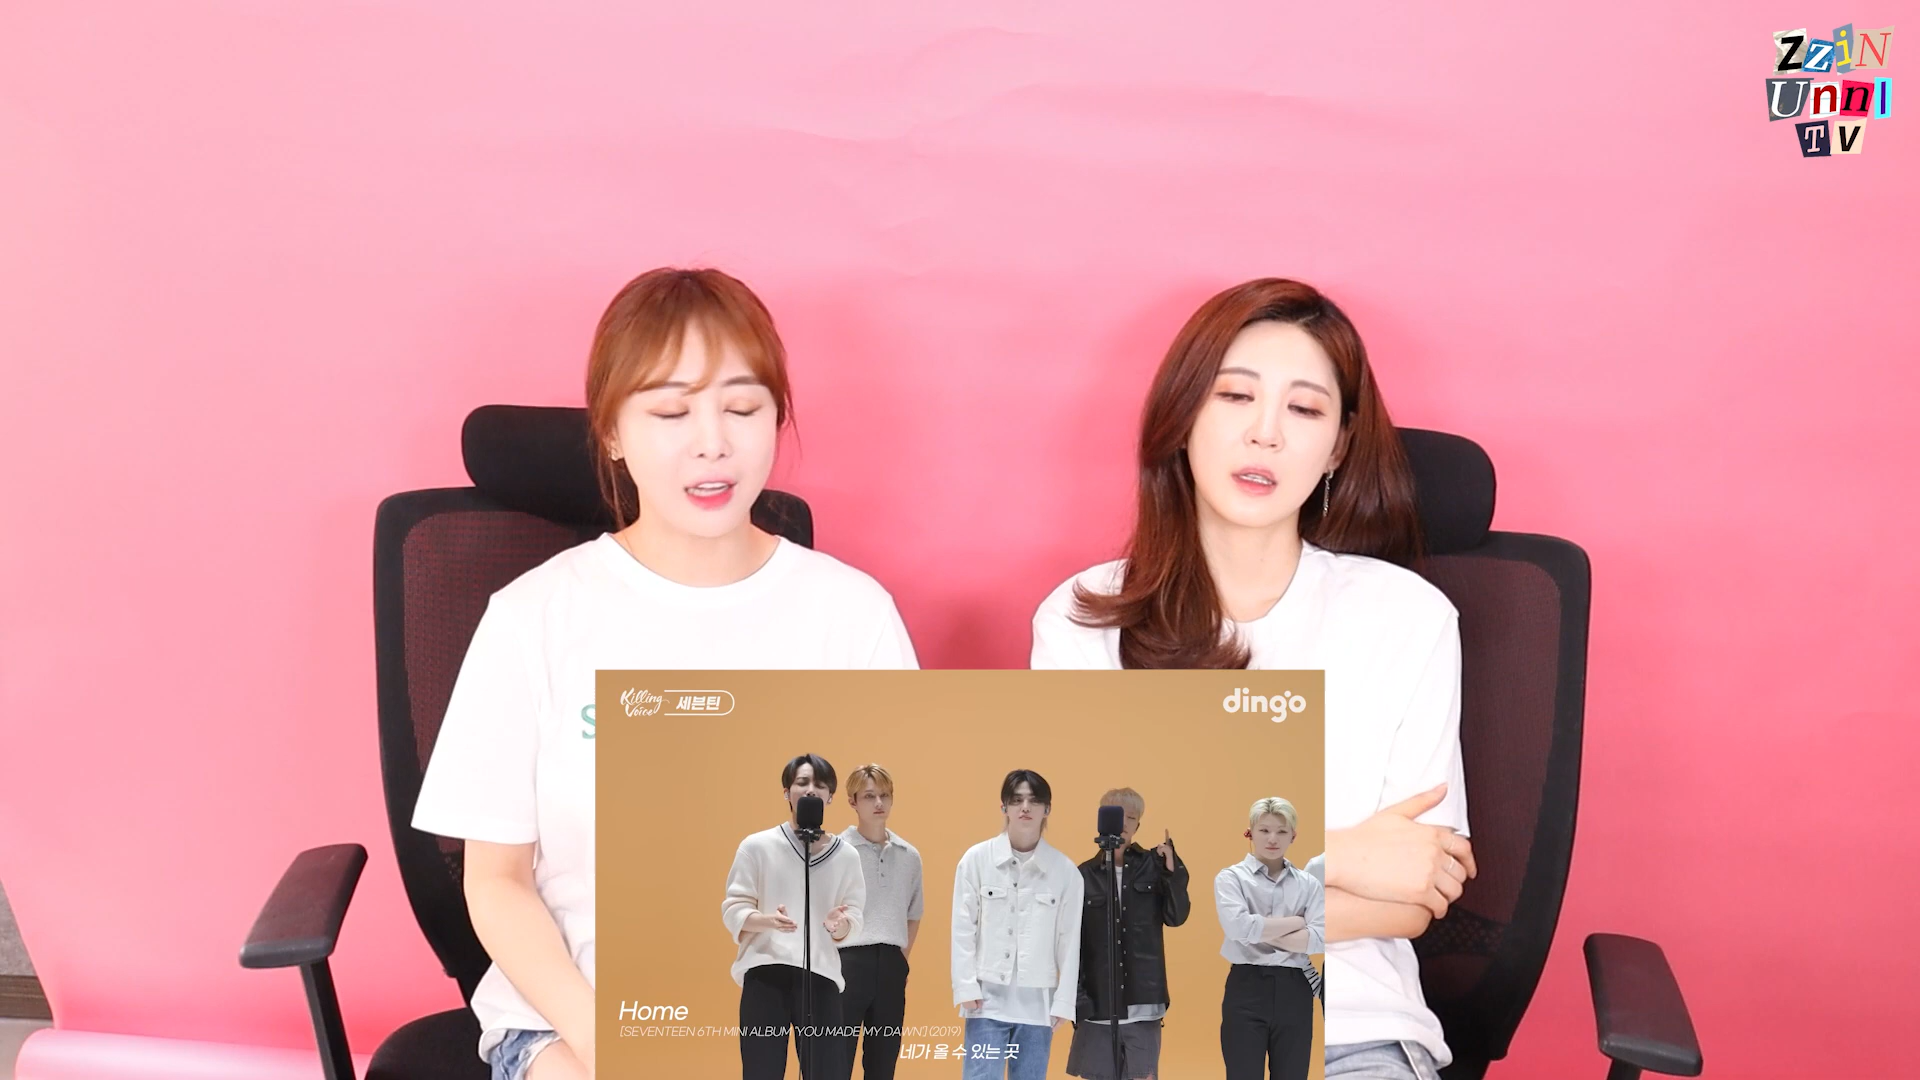 ZziN
UnnI
TV
S
Killing
Voice
세븐틴
dingo
Home
[SEVENTEEN 6TH MINI ALBUM 'YOU MADE MY DAWN'] (2019)
네가 올 수 있는 곳